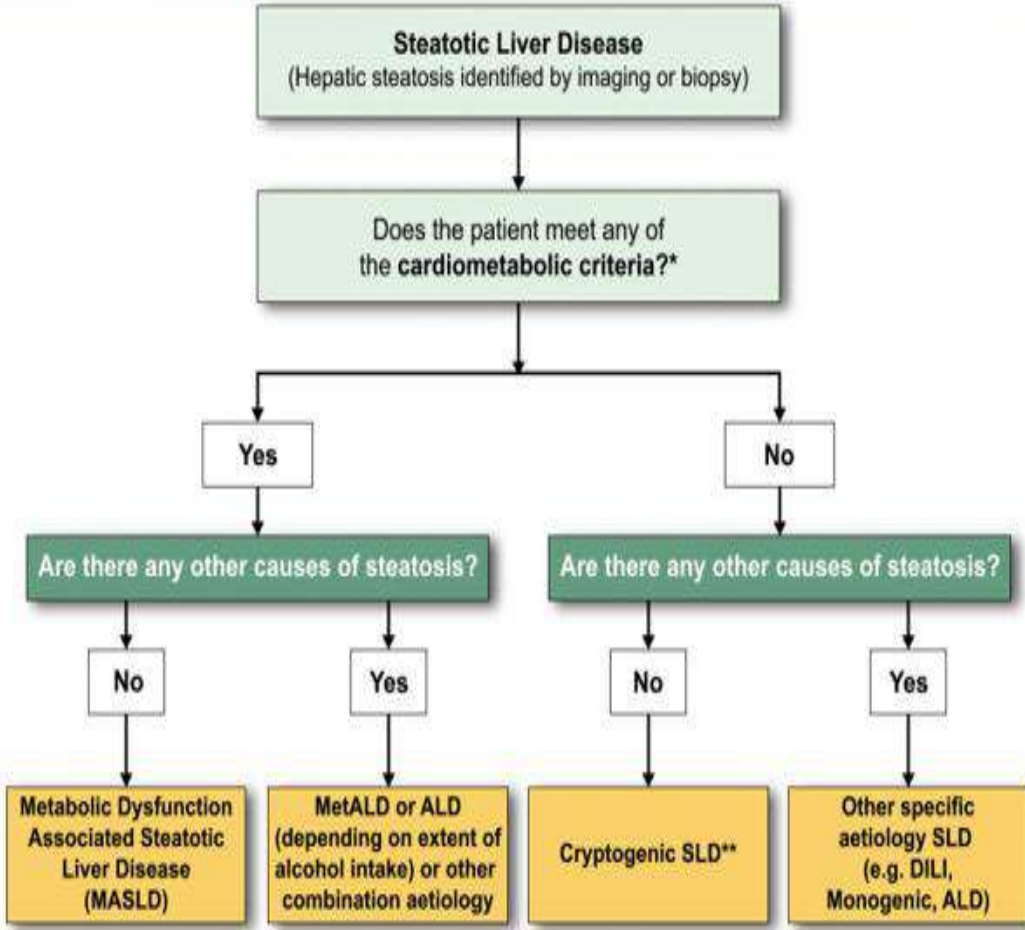 Steatotic Liver Disease
(Hepatic steatosis identified by imaging or biopsy)
Does the patient meet any of
the cardiometabolic criteria?*
Yes
No
Are there any other causes of steatosis?
Are there any other causes of steatosis?
No
Yes
No
Yes
Metabolic Dysfunction
Associated Steatotic
Liver Disease
(MASLD)
MetALD or ALD
(depending on extent of
alcohol intake) or other
combination aetiology
Cryptogenic SLD**
Other specific
aetiology SLD
(e.g. DILI,
Monogenic, ALD)